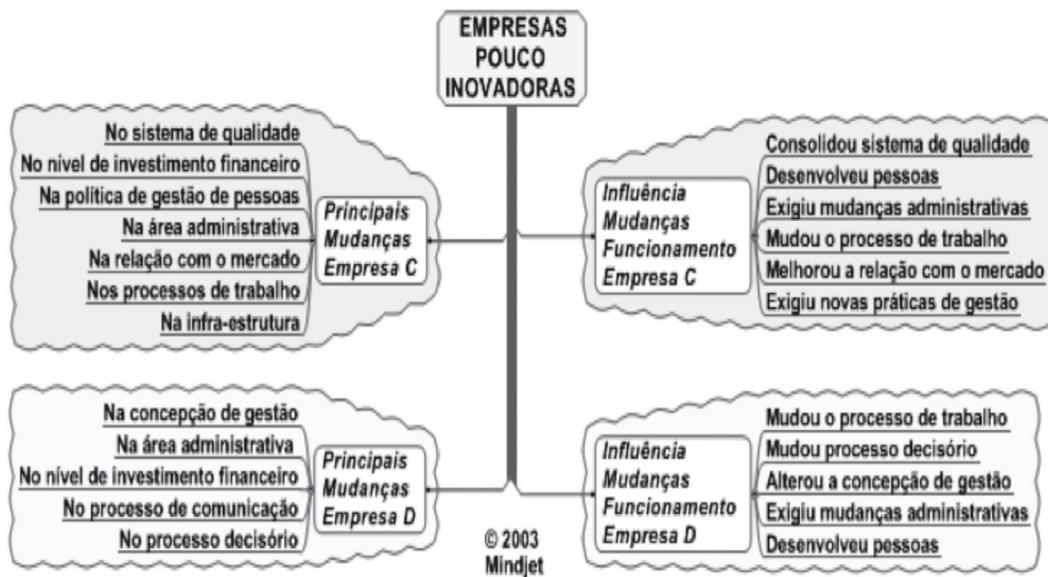 EMPRESAS
POUCO
INOVADORAS
No sistema de qualidade
No nível de investimento financeiro
Na política de gestão de pessoas
Na área administrativa
Na relação com o mercado
Nos processos de trabalho
Na infra-estrutura
Principais
Mudanças
Empresa C
Influência
Mudanças
Funcionamento
Empresa C
Consolidou sistema de qualidade
Desenvolveu pessoas
Exigiu mudanças administrativas
Mudou o processo de trabalho
Melhorou a relação com o mercado
Exigiu novas práticas de gestão
Na concepção de gestão
Na área administrativa
No nível de investimento financeiro
No processo de comunicação
No processo decisório
Principais
Mudanças
Empresa D
Influência
Mudanças
Funcionamento
Empresa D
Mudou o processo de trabalho
Mudou processo decisório
Alterou a concepção de gestão
Exigiu mudanças administrativas
Desenvolveu pessoas
© 2003
Mindjet